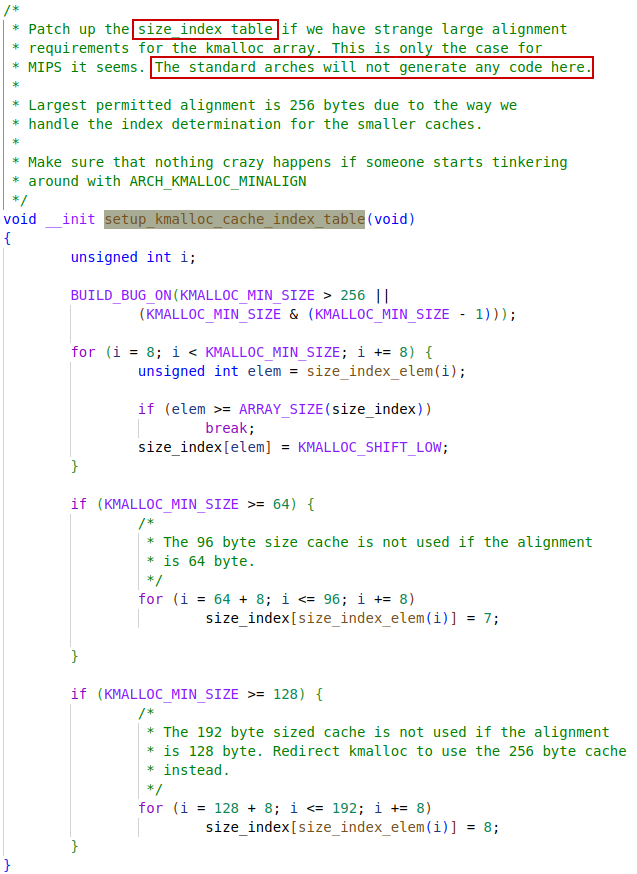 /*
 * Patch up the size_index table if we have strange large alignment
 * requirements for the kmalloc array. This is only the case for
 * MIPS it seems. The standard arches will not generate any code here.
 *
 * Largest permitted alignment is 256 bytes due to the way we
 * handle the index determination for the smaller caches.
 *
 * Make sure that nothing crazy happens if someone starts tinkering
 * around with ARCH_KMALLOC_MINALIGN
 */
void __init setup_kmalloc_cache_index_table(void)
{
        unsigned int i;

        BUILD_BUG_ON(KMALLOC_MIN_SIZE > 256 ||
                (KMALLOC_MIN_SIZE & (KMALLOC_MIN_SIZE - 1)));

        for (i = 8; i < KMALLOC_MIN_SIZE; i += 8) {
                unsigned int elem = size_index_elem(i);

                if (elem >= ARRAY_SIZE(size_index))
                        break;
                size_index[elem] = KMALLOC_SHIFT_LOW;
        }

        if (KMALLOC_MIN_SIZE >= 64) {
                /*
                 * The 96 byte size cache is not used if the alignment
                 * is 64 byte.
                 */
                for (i = 64 + 8; i <= 96; i += 8)
                        size_index[size_index_elem(i)] = 7;

        }

        if (KMALLOC_MIN_SIZE >= 128) {
                /*
                 * The 192 byte sized cache is not used if the alignment
                 * is 128 byte. Redirect kmalloc to use the 256 byte cache
                 * instead.
                 */
                for (i = 128 + 8; i <= 192; i += 8)
                        size_index[size_index_elem(i)] = 8;
        }
}